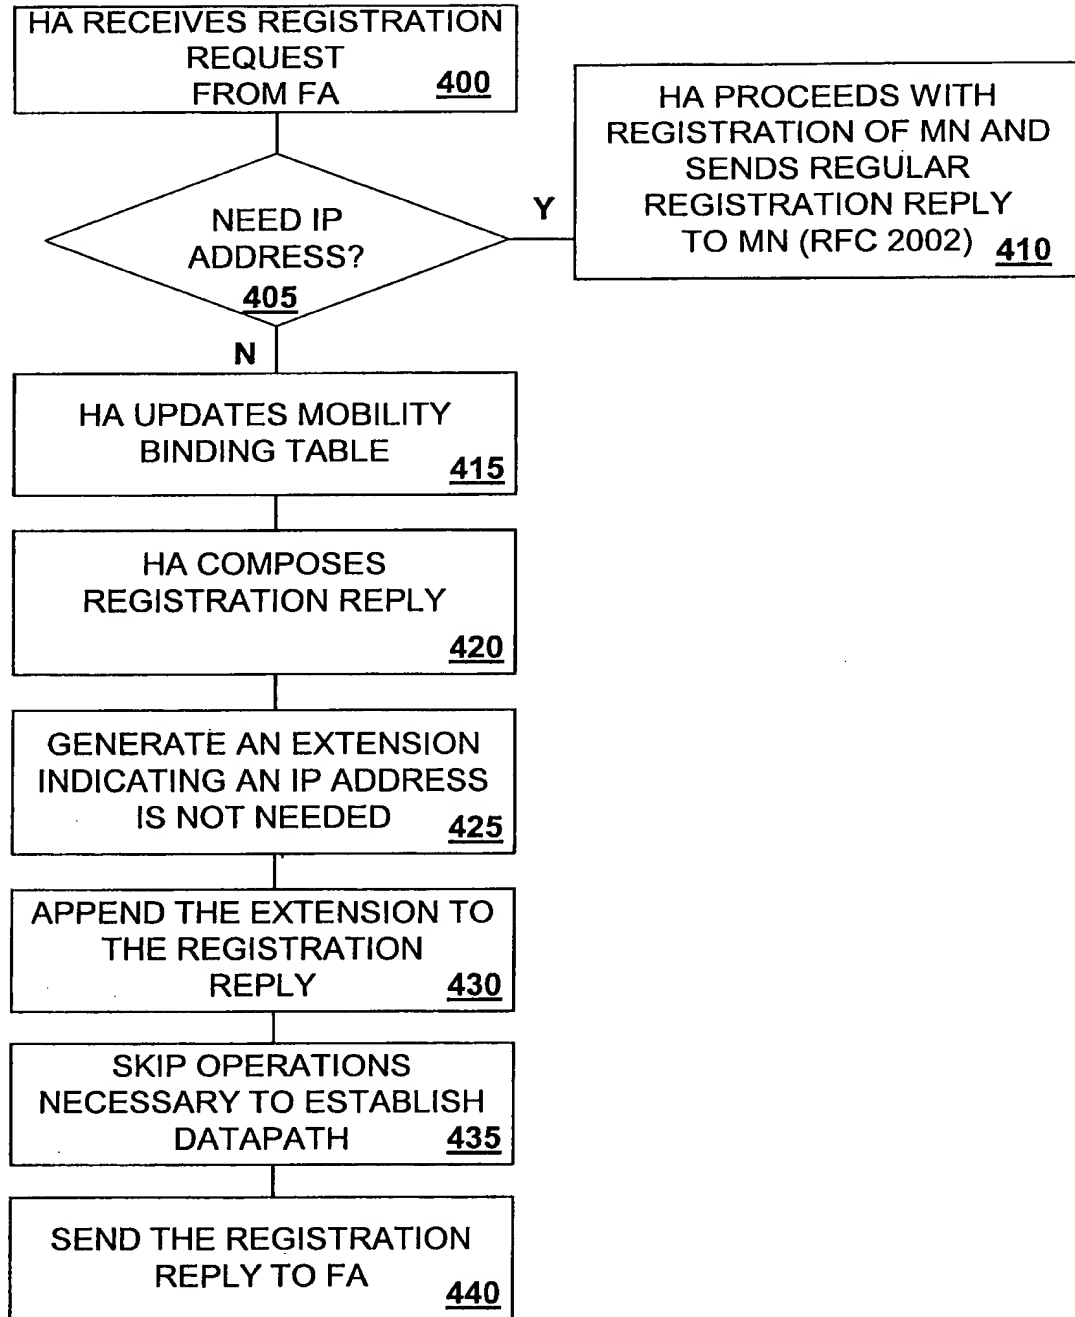 HA RECEIVES REGISTRATION
REQUEST
FROM FA 400
NEED IP
ADDRESS?
405
Y
HA PROCEEDS WITH
REGISTRATION OF MN AND
SENDS REGULAR
REGISTRATION REPLY
TO MN (RFC 2002) 410
N
HA UPDATES MOBILITY
BINDING TABLE
415
HA COMPOSES
REGISTRATION REPLY
420
GENERATE AN EXTENSION
INDICATING AN IP ADDRESS
IS NOT NEEDED 425
APPEND THE EXTENSION TO
THE REGISTRATION
REPLY 430
SKIP OPERATIONS
NECESSARY TO ESTABLISH
DATAPATH 435
SEND THE REGISTRATION
REPLY TO FA
440